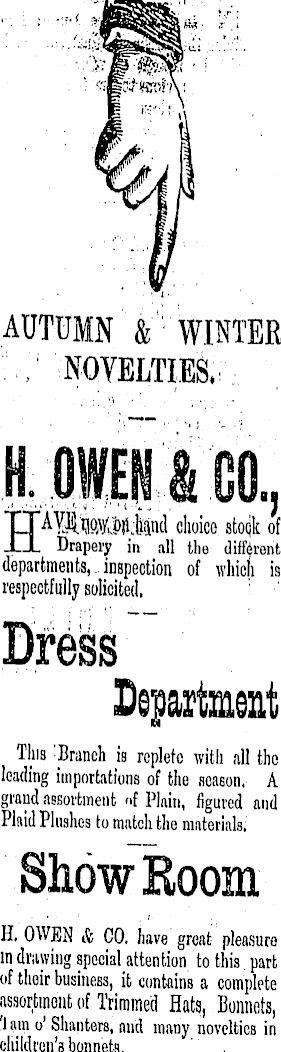 AUTUMN & WINTER
NOVELTIES.
H. OWEN & CO.,
HAVE now on hand choice stock of
Drapery in all the different
departments, inspection of which is
respectfully solicited.
Dress
Department
This Branch is replete with all the
leading importations of the season. A
grand assortment of Plain, figured and
Plaid Plushes to match the materials.
Show Room
H. OWEN & CO. have great pleasure
in drawing special attention to this part
of their business, it contains a complete
assortment of Trimmed Hats, Bonnets,
Tam o' Shanters, and many novelties in
children's bonnets.